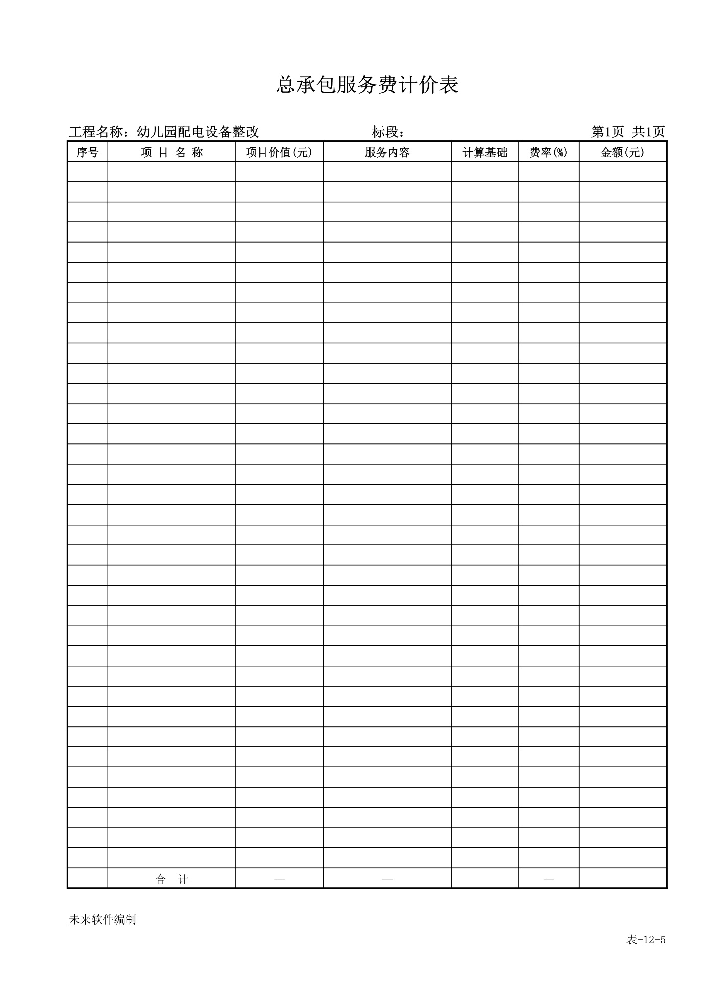 总承包服务费计价表
工程名称：幼儿园配电设备整改 标段： 第1页 共1页
序号 项 目 名 称 项目价值(元) 服务内容 计算基础 费率(%) 金额(元)
合 计 — — —
未来软件编制
表-12-5